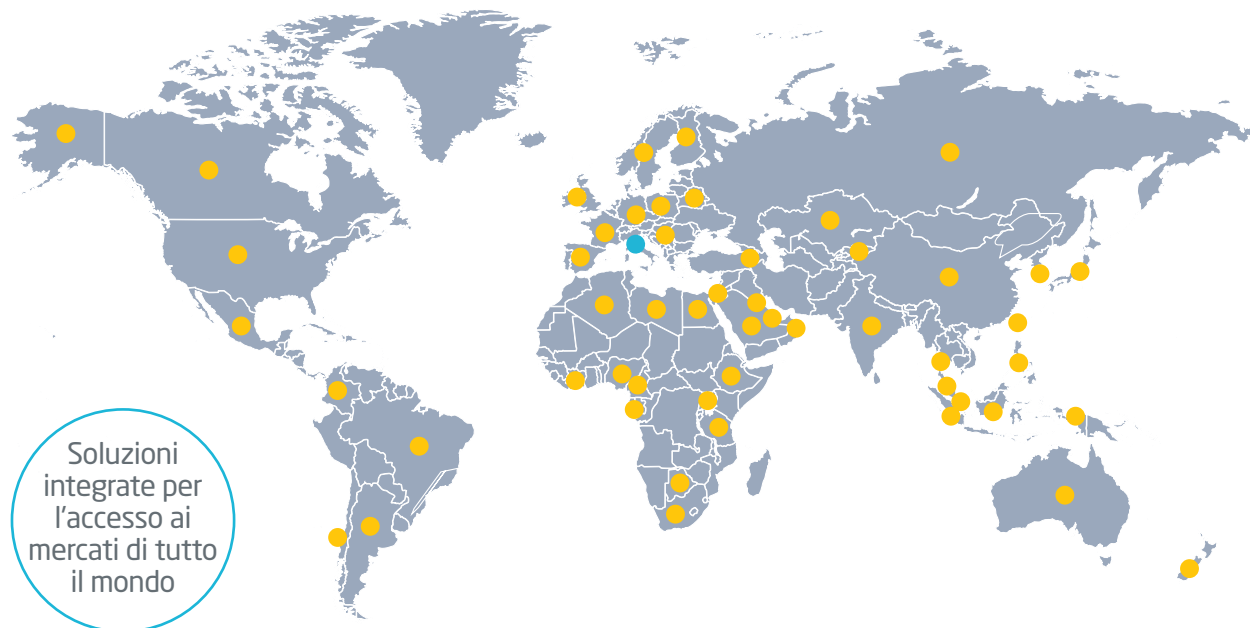 Soluzioni
integrate per
l'accesso ai
mercati di tutto
il mondo